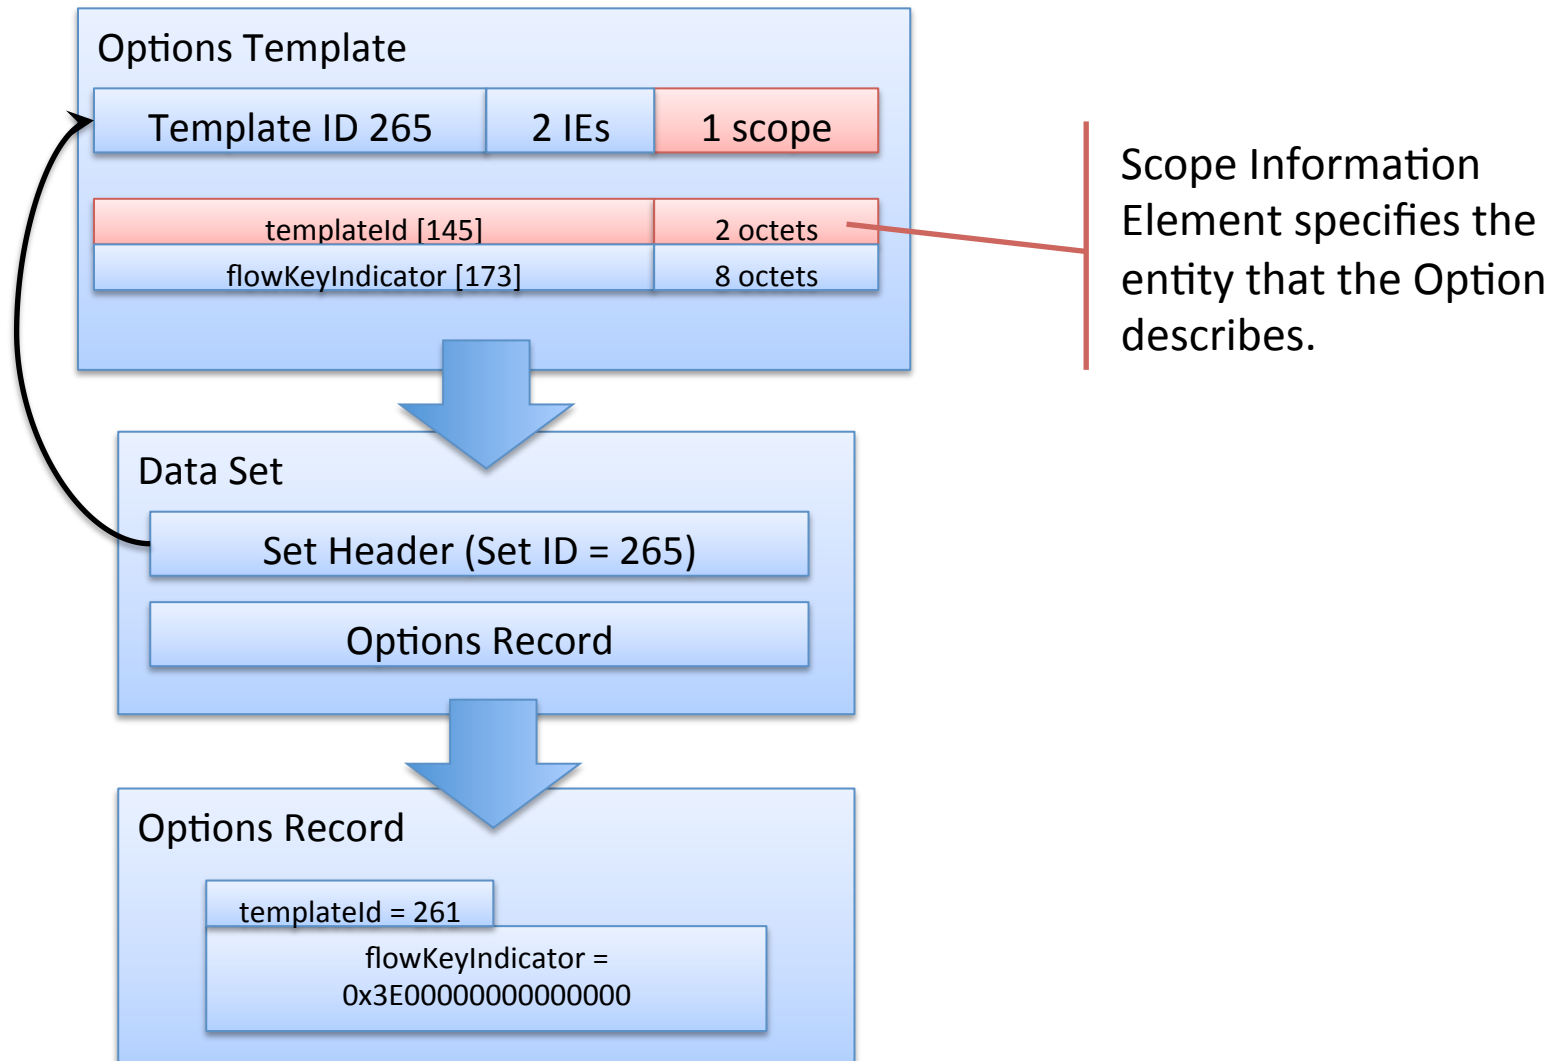 Options Template
Template ID 265
2 IEs
1 scope
templateId [145]
2 octets
flowKeyIndicator [173]
8 octets
Scope Information
Element specifies the
entity that the Option
describes.
Data Set
Set Header (Set ID = 265)
Options Record
Options Record
templateId = 261
flowKeyIndicator =
0x3E00000000000000